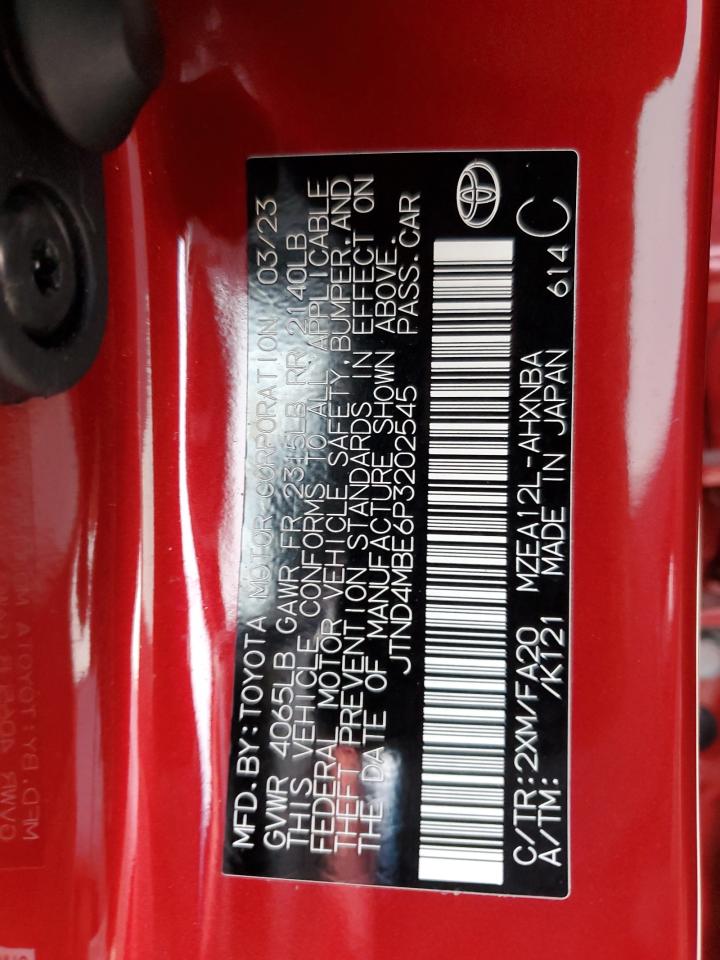 MFD.BY:TOYOTA MOTOR CORPORATION 03/23
GVWR 4065LB GAWR FR 2315LB RR 2140LB
THIS VEHICLE CONFORMS TO ALL APPLICABLE
FEDERAL MOTOR VEHICLE SAFETY,BUMPER,AND
THEFT PREVENTION STANDARDS IN EFFECT ON
THE DATE OF MANUFACTURE SHOWN ABOVE.
JTND4MBE6P3202545 PASS.CAR
C/TR:2XM/FA20 MZEA12L-AHXNBA 614
A/TM: /K121 MADE IN JAPAN C